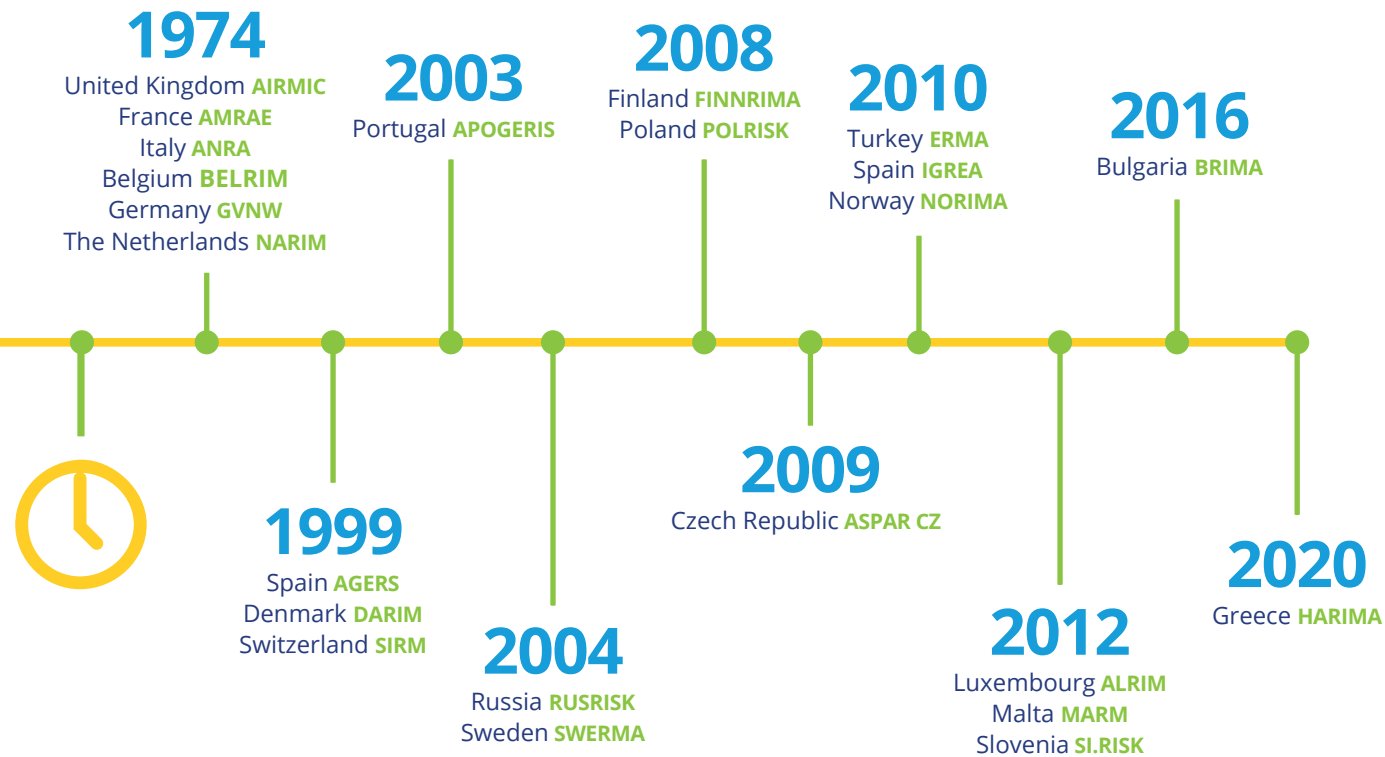 1974
United Kingdom AIRMIC
France AMRAE
Italy ANRA
Belgium BELRIM
Germany GVNW
The Netherlands NARIM
1999
Spain AGERS
Denmark DARIM
Switzerland SIRM
2003
Portugal APOGERIS
2004
Russia RUSRISK
Sweden SWERMA
2008
Finland FINNRIMA
Poland POLRISK
2009
Czech Republic ASPAR CZ
2010
Turkey ERMA
Spain IGREA
Norway NORIMA
2012
Luxembourg ALRIM
Malta MARM
Slovenia SI.RISK
2016
Bulgaria BRIMA
2020
Greece HARIMA